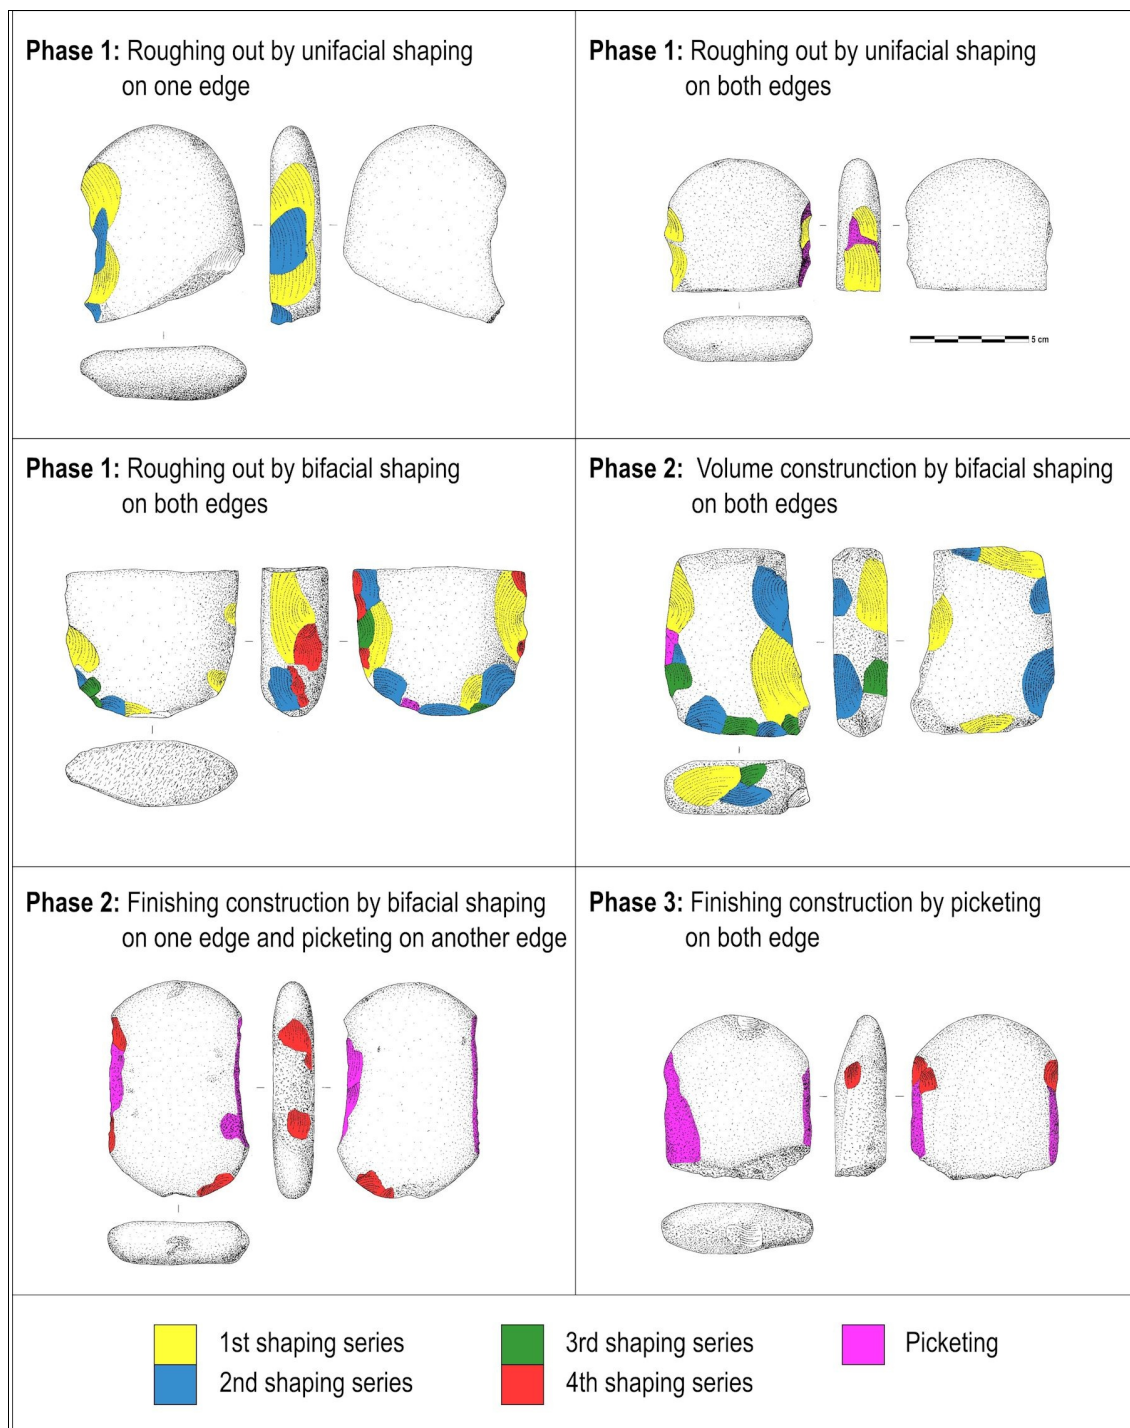 Phase 1: Roughing out by unifacial shaping
on one edge
Phase 1: Roughing out by unifacial shaping
on both edges
5 cm
Phase 1: Roughing out by bifacial shaping
on both edges
Phase 2: Volume construnction by bifacial shaping
on both edges
Phase 2: Finishing construction by bifacial shaping
on one edge and picketing on another edge
Phase 3: Finishing construction by picketing
on both edge
1st shaping series
2nd shaping series
3rd shaping series
4th shaping series
Picketing